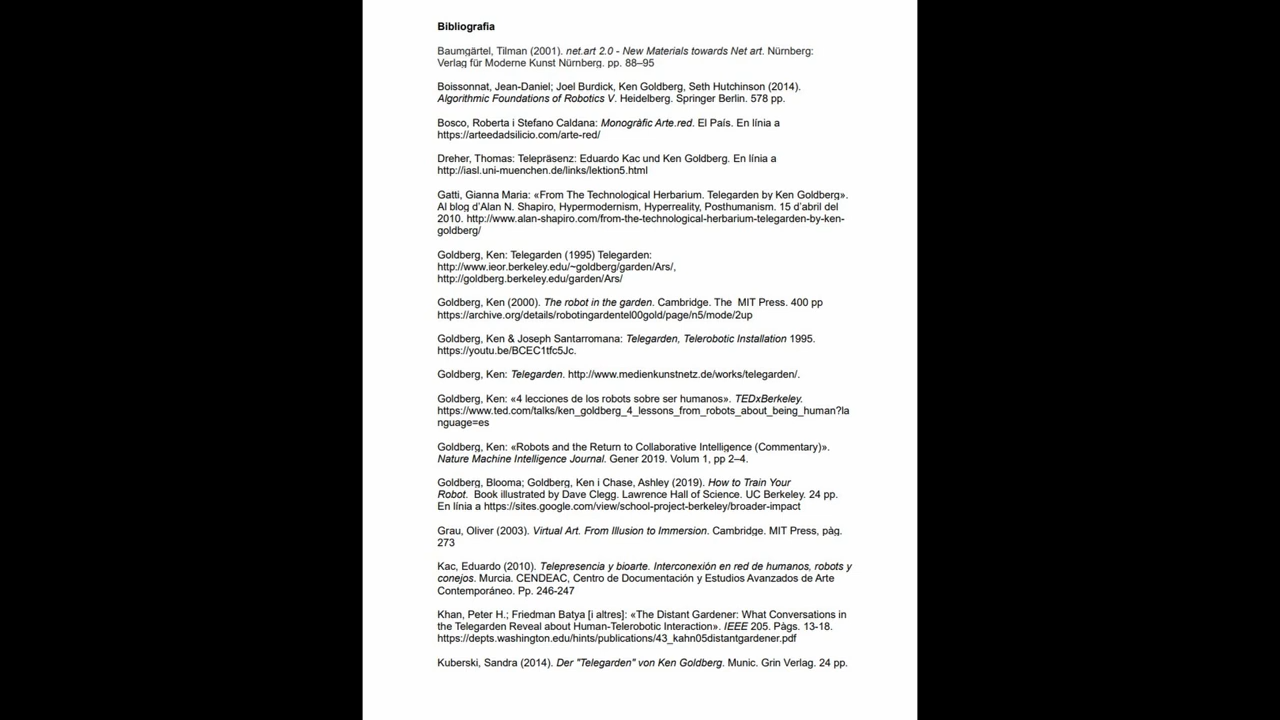 Bibliografia
Baumgärtel, Tilman (2001). net.art 2.0 - New Materials towards Net art. Nürnberg:
Verlag für Moderne Kunst Nürnberg. pp. 88–95
Boissonnat, Jean-Daniel; Joel Burdick, Ken Goldberg, Seth Hutchinson (2014).
Algorithmic Foundations of Robotics V. Heidelberg. Springer Berlin. 578 pp.
Bosco, Roberta i Stefano Caldana: Monogràfic Arte.red. El País. En línia a
https://arteedadsilicio.com/arte-red/
Dreher, Thomas: Telepräsenz: Eduardo Kac und Ken Goldberg. En línia a
http://iasl.uni-muenchen.de/links/lektion5.html
Gatti, Gianna Maria: «From The Technological Herbarium. Telegarden by Ken Goldberg».
Al blog d'Alan N. Shapiro, Hypermodernism, Hyperreality, Posthumanism. 15 d'abril del
2010. http://www.alan-shapiro.com/from-the-technological-herbarium-telegarden-by-ken-
goldberg/
Goldberg, Ken: Telegarden (1995) Telegarden:
http://www.ieor.berkeley.edu/~goldberg/garden/Ars/,
http://goldberg.berkeley.edu/garden/Ars/
Goldberg, Ken (2000). The robot in the garden. Cambridge. The MIT Press. 400 pp
https://archive.org/details/robotingardentel00gold/page/n5/mode/2up
Goldberg, Ken & Joseph Santarromana: Telegarden, Telerobotic Installation 1995.
https://youtu.be/BCEC1tfc5Jc.
Goldberg, Ken: Telegarden. http://www.medienkunstnetz.de/works/telegarden/.
Goldberg, Ken: «4 lecciones de los robots sobre ser humanos». TEDxBerkeley.
https://www.ted.com/talks/ken_goldberg_4_lessons_from_robots_about_being_human?la
nguage=es
Goldberg, Ken: «Robots and the Return to Collaborative Intelligence (Commentary)».
Nature Machine Intelligence Journal. Gener 2019. Volum 1, pp 2–4.
Goldberg, Blooma; Goldberg, Ken i Chase, Ashley (2019). How to Train Your
Robot. Book illustrated by Dave Clegg. Lawrence Hall of Science. UC Berkeley. 24 pp.
En línia a https://sites.google.com/view/school-project-berkeley/broader-impact
Grau, Oliver (2003). Virtual Art. From Illusion to Immersion. Cambridge. MIT Press, pàg.
273
Kac, Eduardo (2010). Telepresencia y bioarte. Interconexión en red de humanos, robots y
conejos. Murcia. CENDEAC, Centro de Documentación y Estudios Avanzados de Arte
Contemporáneo. Pp. 246-247
Khan, Peter H.; Friedman Batya [i altres]: «The Distant Gardener: What Conversations in
the Telegarden Reveal about Human-Telerobotic Interaction». IEEE 205. Pàgs. 13-18.
https://depts.washington.edu/hints/publications/43_kahn05distantgardener.pdf
Kuberski, Sandra (2014). Der "Telegarden" von Ken Goldberg. Munic. Grin Verlag. 24 pp.